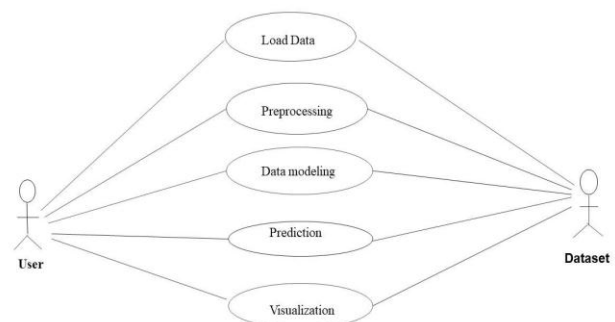 Load Data
Preprocessing
Data modeling
Prediction
User
Dataset
Visualization